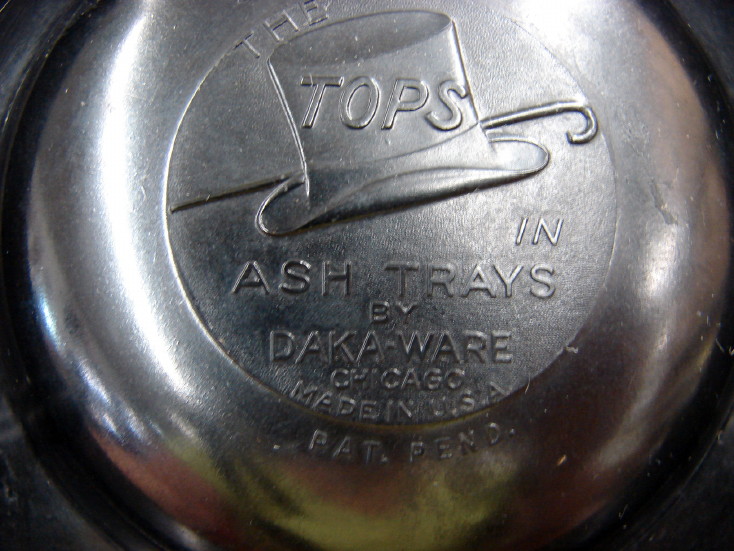 THE
TOPS
IN
ASH TRAYS
BY
DAKA-WARE
CHICAGO
MADE IN U.S.A.
PAT. PEND.